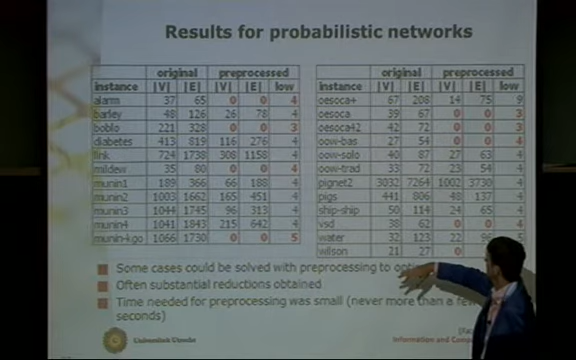 Results for probabilistic networks
original preprocessed
instance |V| |E| |V| |E| low
alarm 37 65 0 0 4
barley 48 126 26 78 4
boblo 221 328 0 0 3
diabetes 413 819 116 276 4
link 724 1738 308 1158 4
mildew 35 80 0 0 4
munin1 189 366 66 188 4
munin2 1003 1662 165 451 4
munin3 1044 1745 96 313 4
munin4 1041 1843 215 642 4
munin-kgo 1066 1730 0 0 5
original preprocessed
instance |V| |E| |V| |E| low
oesoca+ 67 208 14 75 9
oesoca 39 67 0 0 3
oesoca42 42 72 0 0 3
oow-bas 27 54 0 0 4
oow-solo 40 87 27 63 4
oow-trad 33 72 23 54 4
pignet2 3032 7264 1002 3730 4
pigs 441 806 48 137 4
ship-ship 50 114 24 65 4
vsd 38 62 0 0 4
water 32 123 22 96 5
wilson 21 27 0
Some cases could be solved with preprocessing to
Often substantial reductions obtained
Time needed for preprocessing was small (never more than a few
seconds)
Universiteit Utrecht
Information and